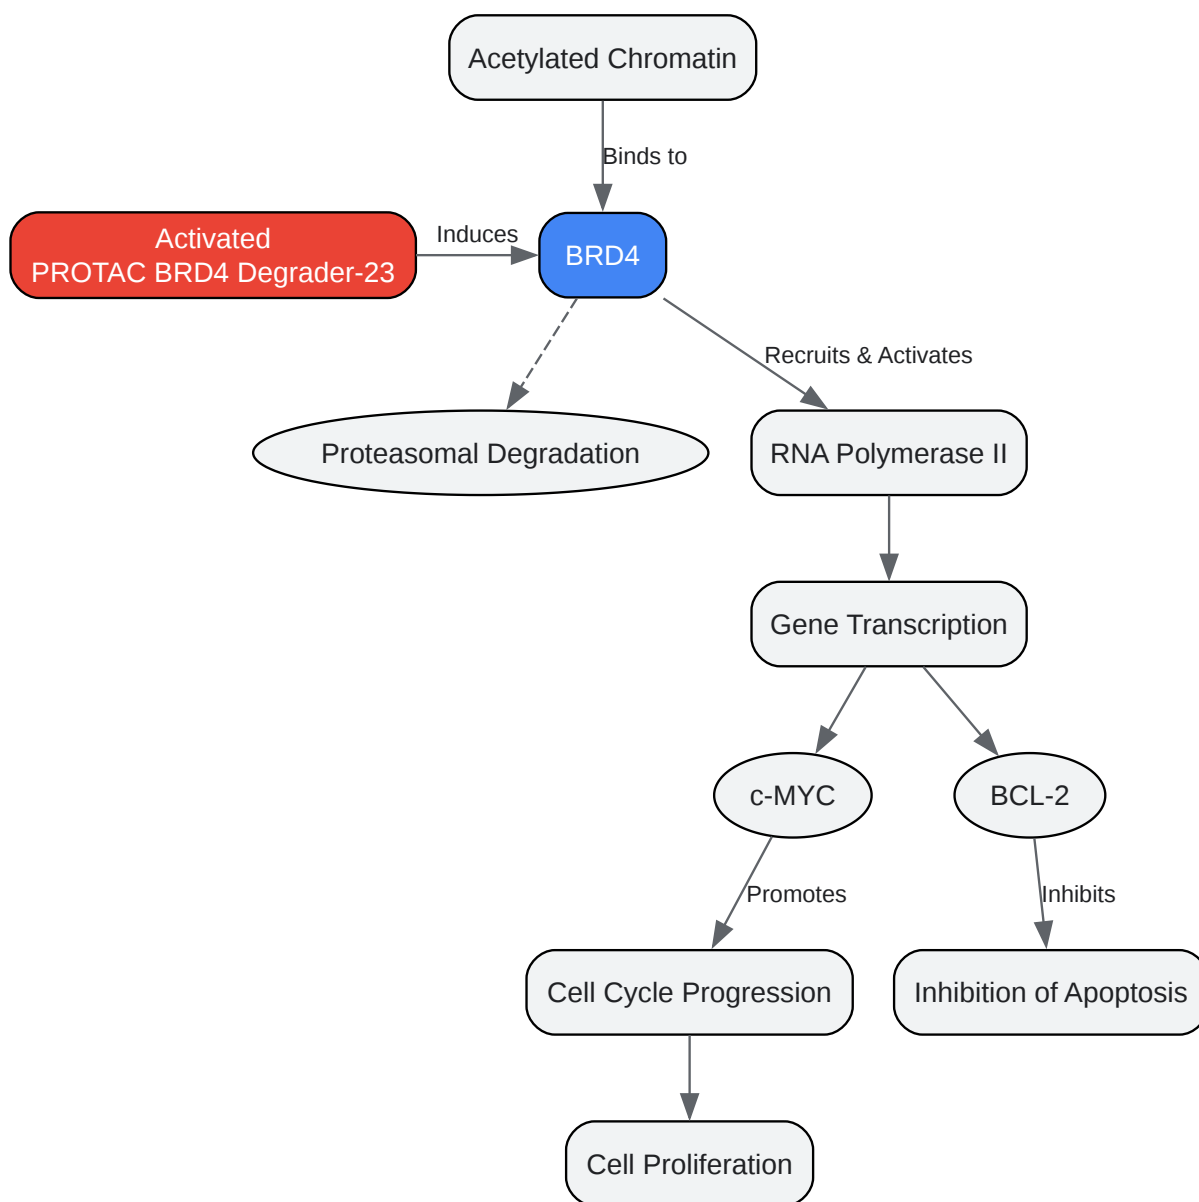 Acetylated Chromatin
Binds to
Activated
PROTAC BRD4 Degrader-23
Induces
BRD4
Recruits & Activates
Proteasomal Degradation
RNA Polymerase II
Gene Transcription
c-MYC
BCL-2
Promotes
Inhibits
Cell Cycle Progression
Inhibition of Apoptosis
Cell Proliferation